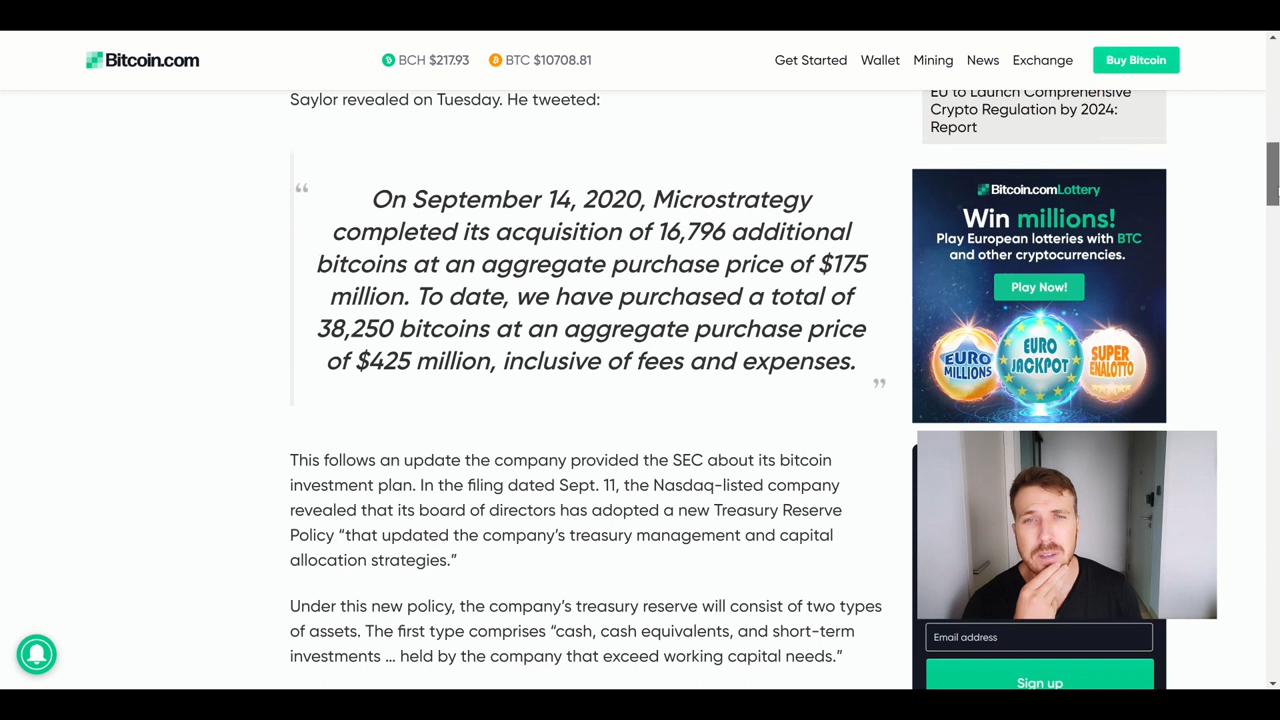 Bitcoin.com
BCH $217.93
BTC $10708.81
Get Started
Wallet
Mining
News
Exchange
Buy Bitcoin
Saylor revealed on Tuesday. He tweeted:
“
On September 14, 2020, Microstrategy
completed its acquisition of 16,796 additional
bitcoins at an aggregate purchase price of $175
million. To date, we have purchased a total of
38,250 bitcoins at an aggregate purchase price
of $425 million, inclusive of fees and expenses.
”
This follows an update the company provided the SEC about its bitcoin
investment plan. In the filing dated Sept. 11, the Nasdaq-listed company
revealed that its board of directors has adopted a new Treasury Reserve
Policy “that updated the company’s treasury management and capital
allocation strategies.”
Under this new policy, the company’s treasury reserve will consist of two types
of assets. The first type comprises “cash, cash equivalents, and short-term
investments ... held by the company that exceed working capital needs.”
EU to Launch Comprehensive
Crypto Regulation by 2024:
Report
Bitcoin.comLottery
Win millions!
Play European lotteries with BTC
and other cryptocurrencies.
Play Now!
EURO
MILLIONS
EURO
JACKPOT
SUPER
ENALOTTO
Email address
Sign up